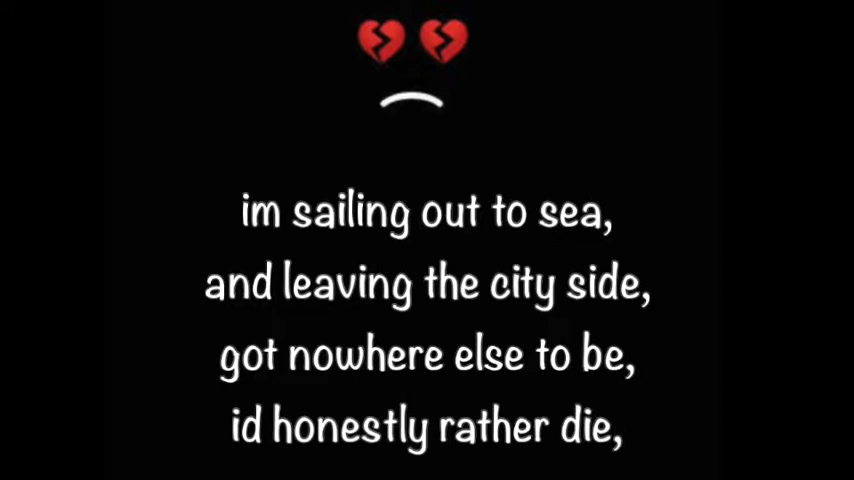 im sailing out to sea,
and leaving the city side,
got nowhere else to be,
id honestly rather die,